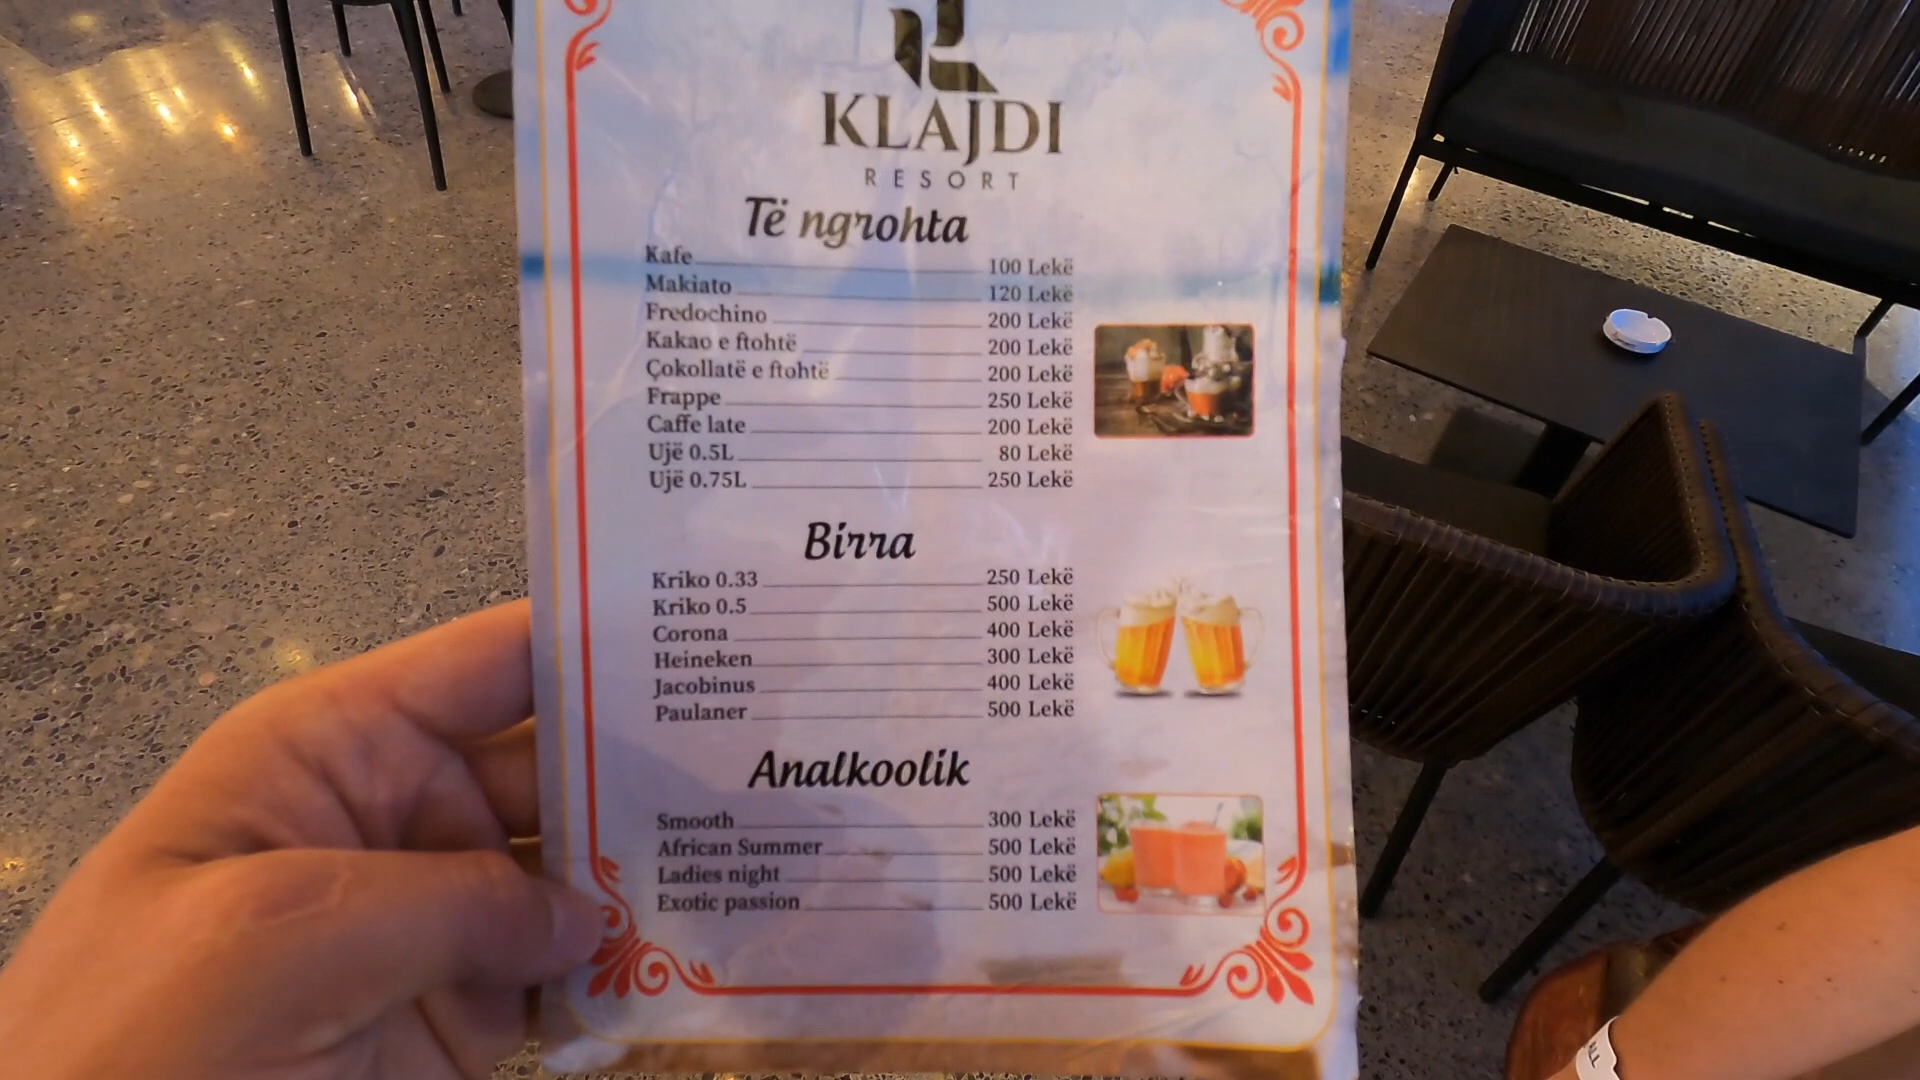 KLAJDI
RESORT
Të ngrohta
Kafe 100 Lekë
Makiato 120 Lekë
Fredochino 200 Lekë
Kakao e ftohtë 200 Lekë
Çokollatë e ftohtë 200 Lekë
Frappe 250 Lekë
Caffe late 200 Lekë
Ujë 0.5L 80 Lekë
Ujë 0.75L 250 Lekë
Birra
Kriko 0.33 250 Lekë
Kriko 0.5 500 Lekë
Corona 400 Lekë
Heineken 300 Lekë
Jacobinus 400 Lekë
Paulaner 500 Lekë
Analkoolik
Smooth 300 Lekë
African Summer 500 Lekë
Ladies night 500 Lekë
Exotic passion 500 Lekë